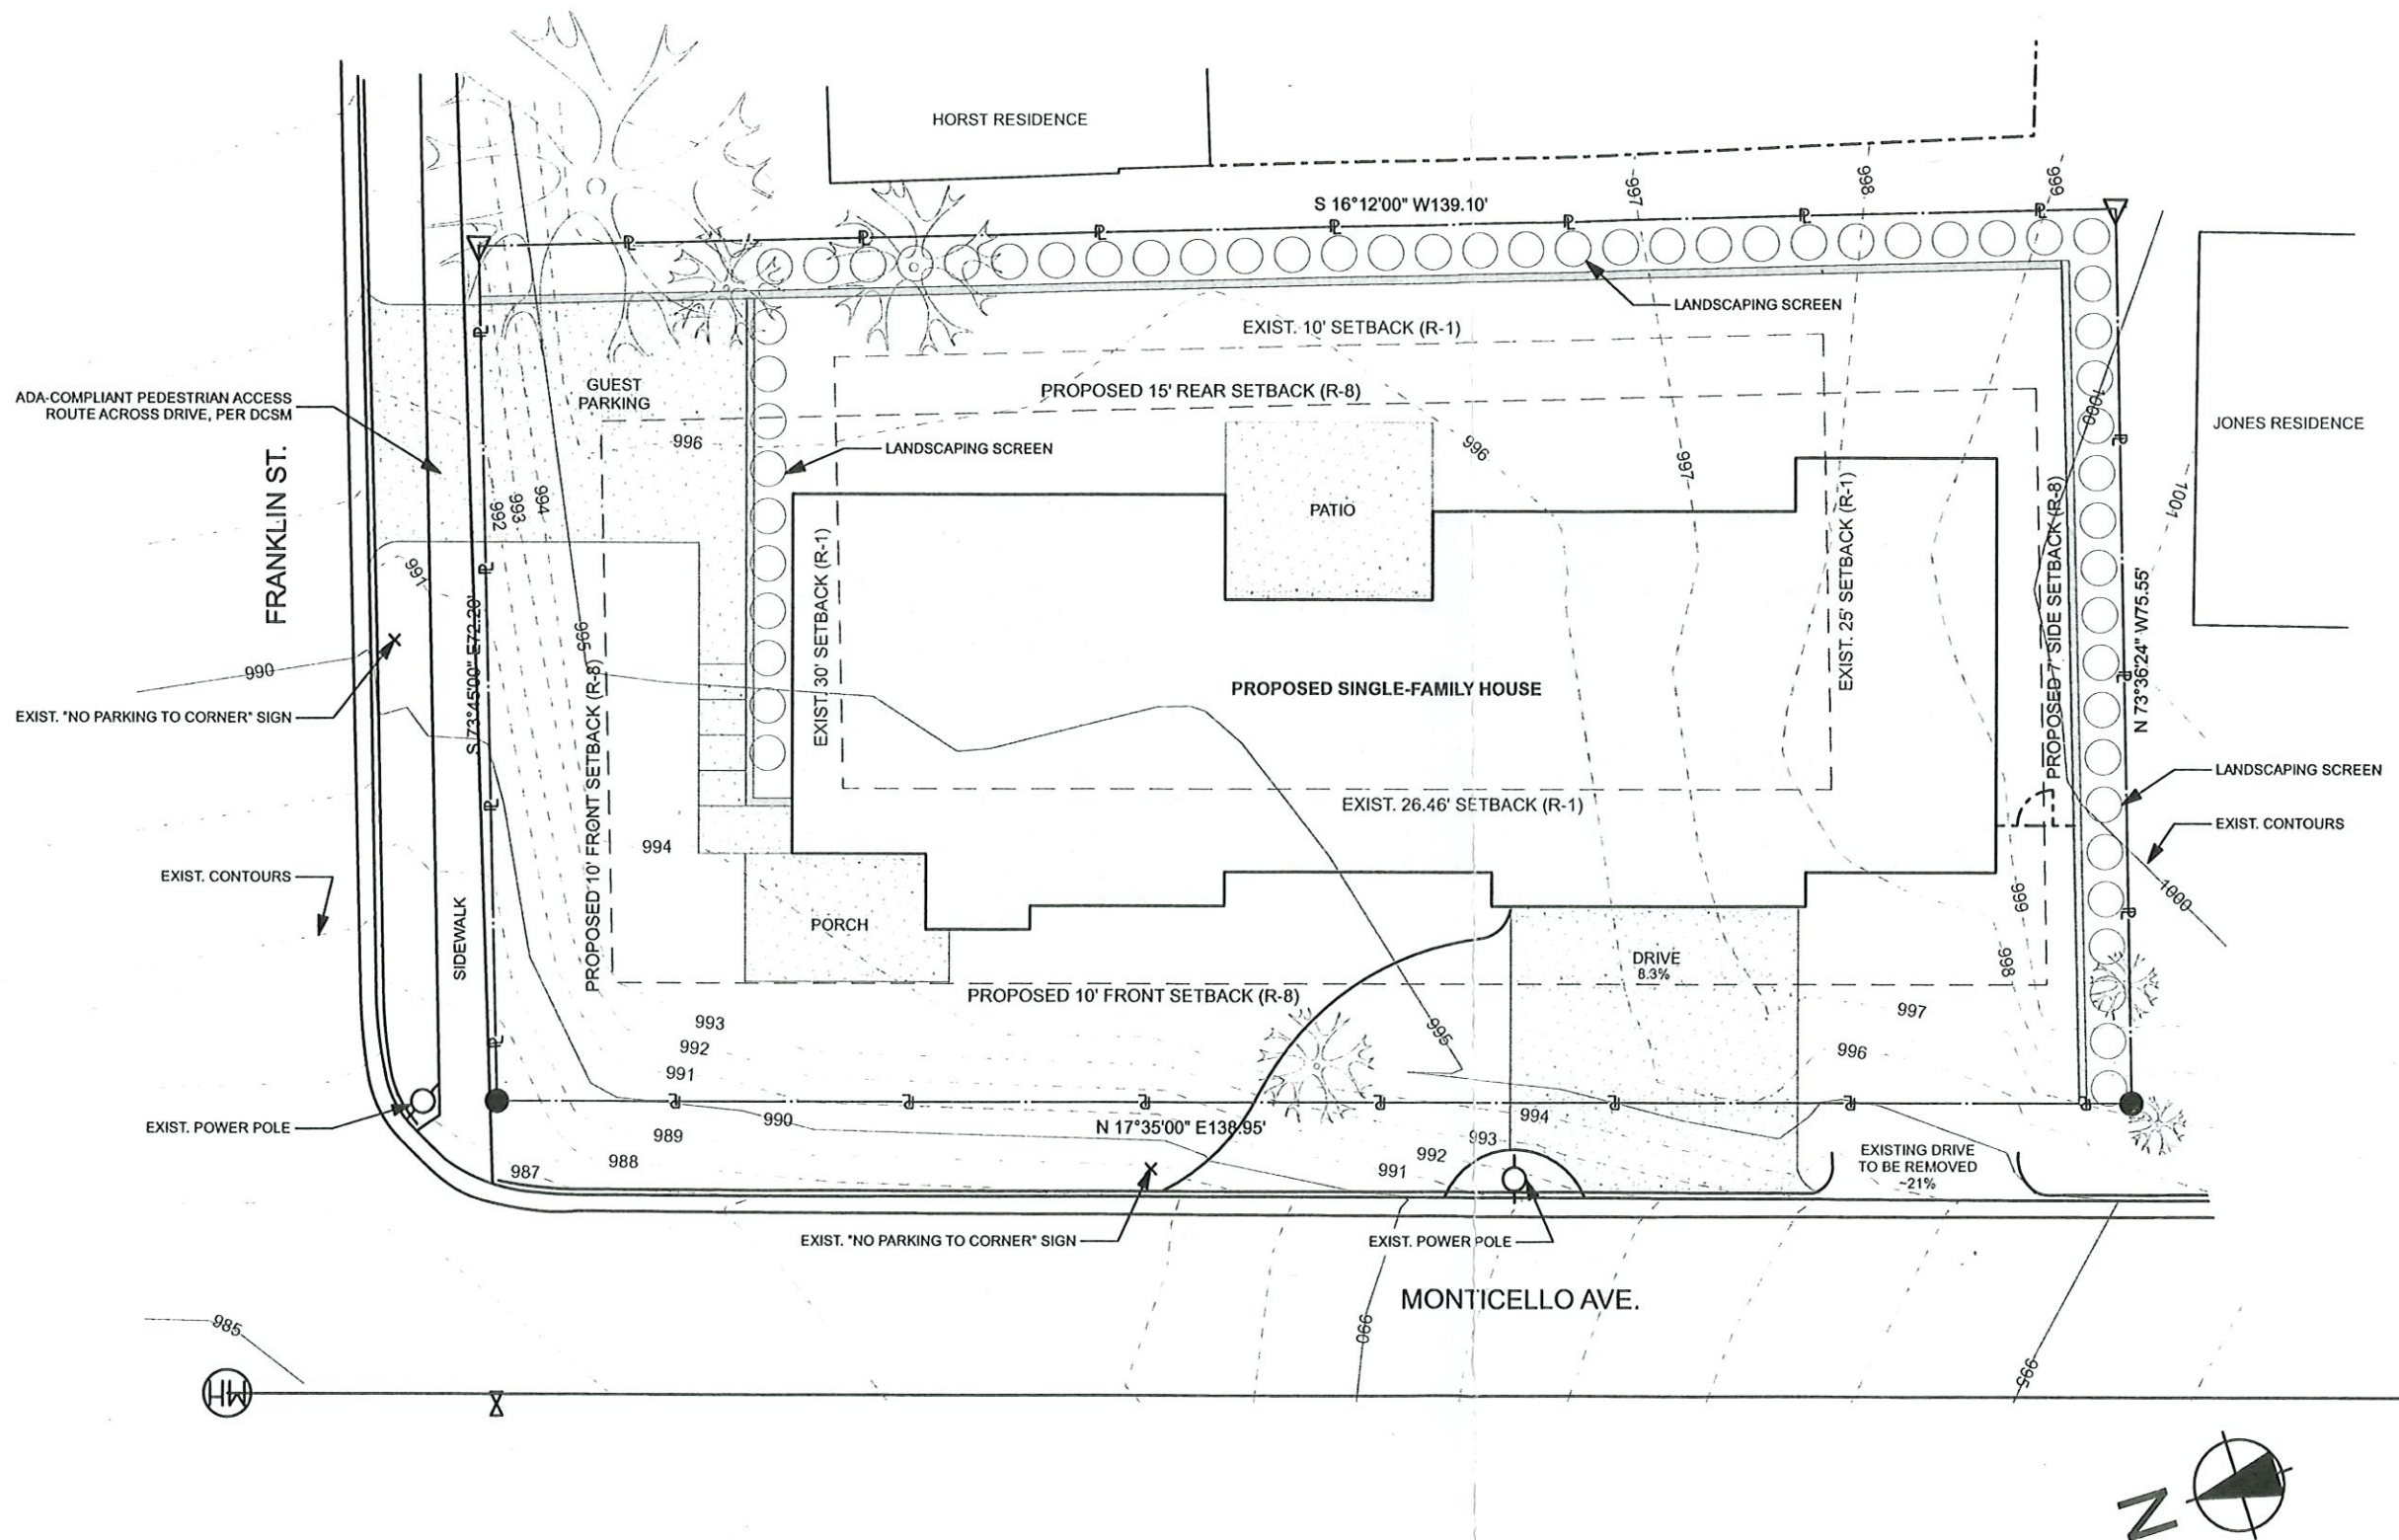 HORST RESIDENCE
S 16°12'00" W139.10'
997
998
999
LANDSCAPING SCREEN
EXIST. 10' SETBACK (R-1)
PROPOSED 15' REAR SETBACK (R-8)
GUEST
PARKING
996
LANDSCAPING SCREEN
ADA-COMPLIANT PEDESTRIAN ACCESS
ROUTE ACROSS DRIVE, PER DCSM
FRANKLIN ST.
JONES RESIDENCE
1000
1001
996
997
PATIO
992
993
994
991
995
990
S 73°45'00" E72.20'
EXIST. "NO PARKING TO CORNER" SIGN
PROPOSED 10' FRONT SETBACK (R-8)
EXIST. 30' SETBACK (R-1)
PROPOSED SINGLE-FAMILY HOUSE
EXIST. 25' SETBACK (R-1)
PROPOSED 7' SIDE SETBACK (R-8)
N 73°36'24" W75.55'
EXIST. 26.46' SETBACK (R-1)
LANDSCAPING SCREEN
EXIST. CONTOURS
1000
999
998
994
EXIST. CONTOURS
SIDEWALK
PORCH
DRIVE
8.3%
PROPOSED 10' FRONT SETBACK (R-8)
993
992
991
995
997
996
EXIST. POWER POLE
990
989
988
987
N 17°35'00" E138.95'
994
993
992
991
EXISTING DRIVE
TO BE REMOVED
~21%
EXIST. "NO PARKING TO CORNER" SIGN
EXIST. POWER POLE
MONTICELLO AVE.
985
990
995
MH
N